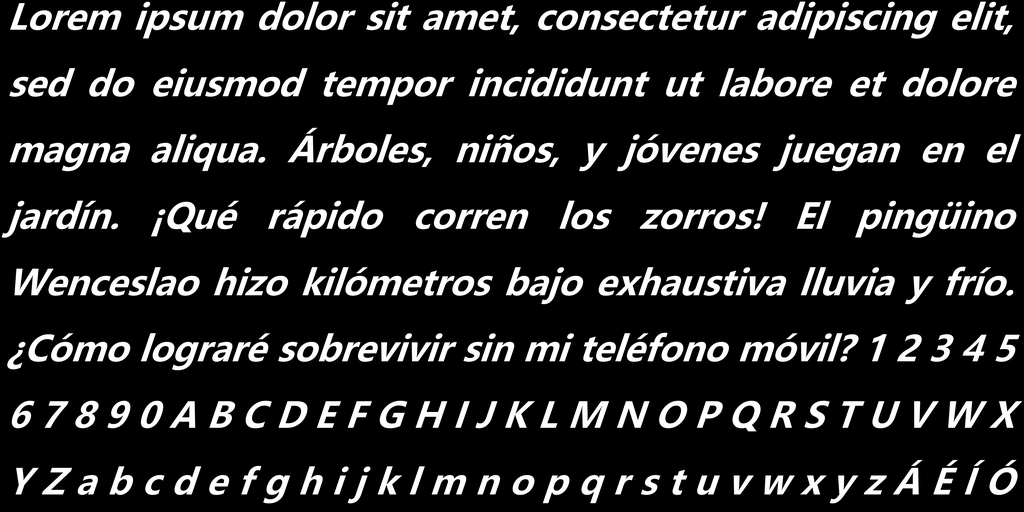 Lorem ipsum dolor sit amet, consectetur adipiscing elit,
sed do eiusmod tempor incididunt ut labore et dolore
magna aliqua. Árboles, niños, y jóvenes juegan en el
jardín. ¡Qué rápido corren los zorros! El pingüino
Wenceslao hizo kilómetros bajo exhaustiva lluvia y frío.
¿Cómo lograré sobrevivir sin mi teléfono móvil? 1 2 3 4 5
6 7 8 9 0 A B C D E F G H I J K L M N O P Q R S T U V W X
Y Z a b c d e f g h i j k l m n o p q r s t u v w x y z Á É Í Ó